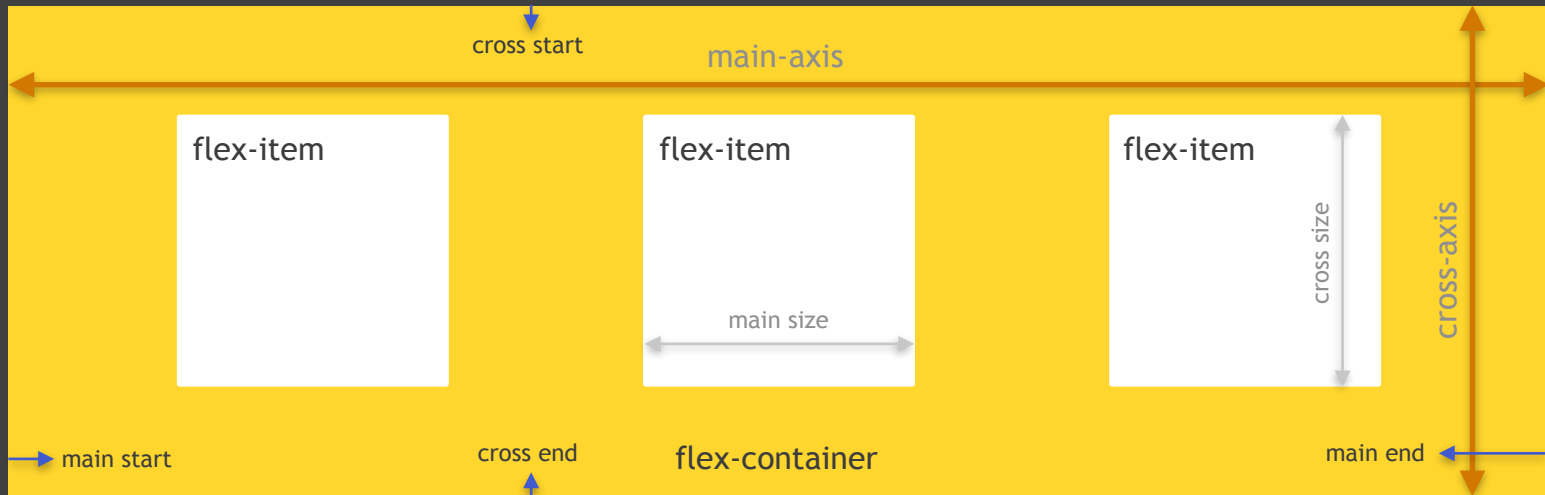 cross start
main-axis
flex-item
flex-item
flex-item
cross size
cross-axis
main size
main start
cross end
flex-container
main end